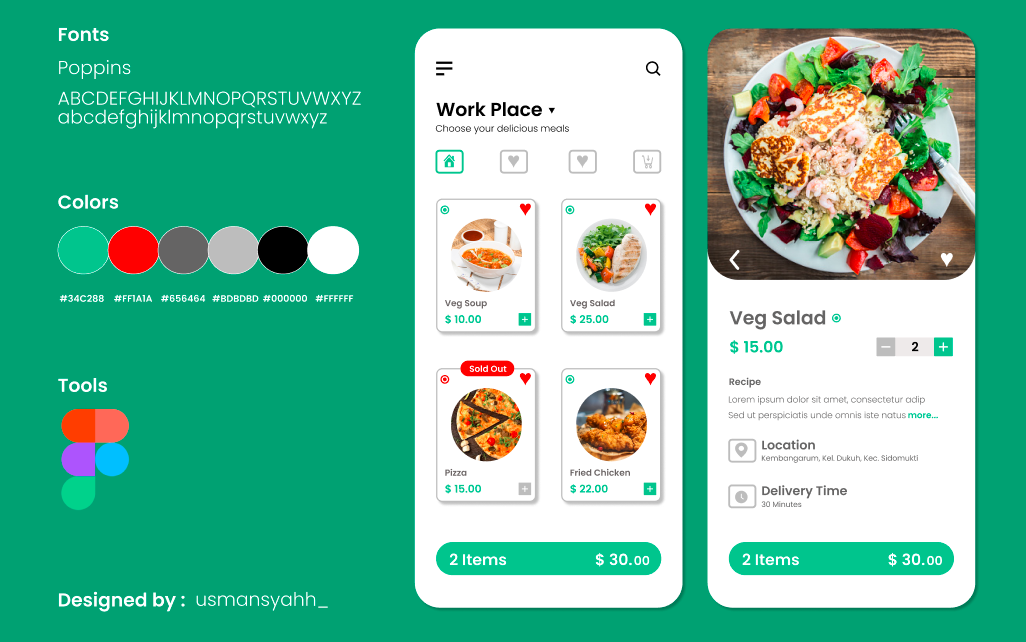 Fonts
Poppins
ABCDEFGHIJKLMNOPQRSTUVWXYZ
abcdefghijklmnopqrstuvwxyz
Colors
#34C288 #FF1A1A #656464 #BDBDBD #000000 #FFFFFF
Tools
Designed by : usmansyahh_
Work Place
Choose your delicious meals
Veg Soup
$ 10.00
Veg Salad
$ 25.00
Sold Out
Pizza
$ 15.00
Fried Chicken
$ 22.00
2 Items $ 30.00
Veg Salad
$ 15.00
2
Recipe
Lorem ipsum dolor sit amet, consectetur adip
Sed ut perspiciatis unde omnis iste natus more...
Location
Kembangarum, Kel. Dukuh, Kec. Sidomukti
Delivery Time
30 Minutes
2 Items $ 30.00